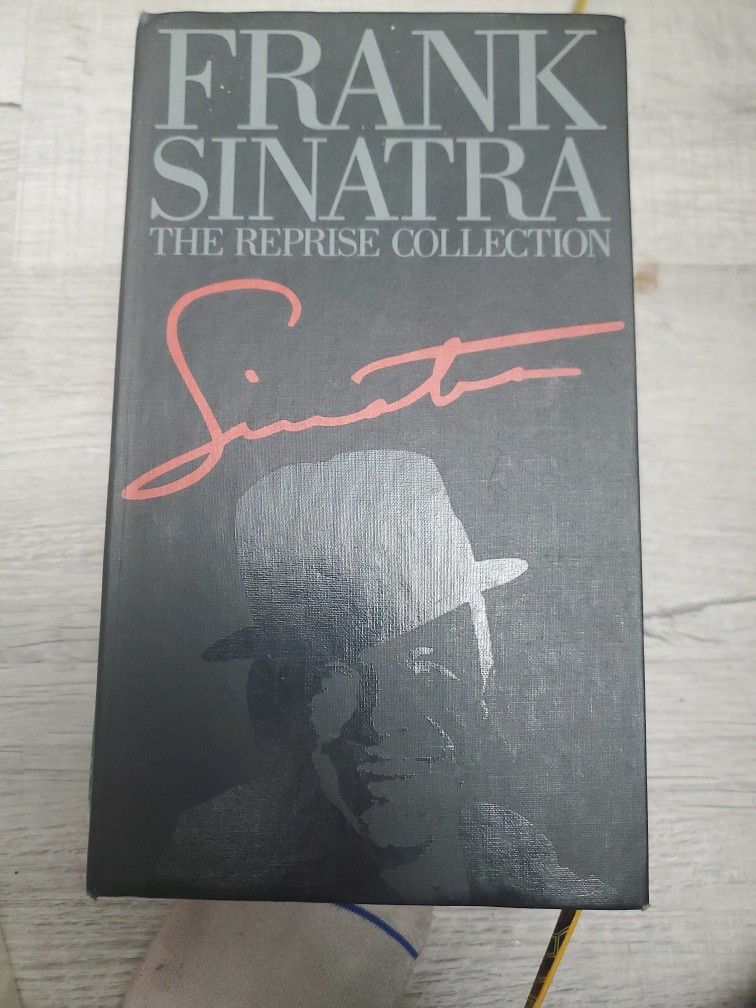 FRANK
SINATRA
THE REPRISE COLLECTION
Sinatra